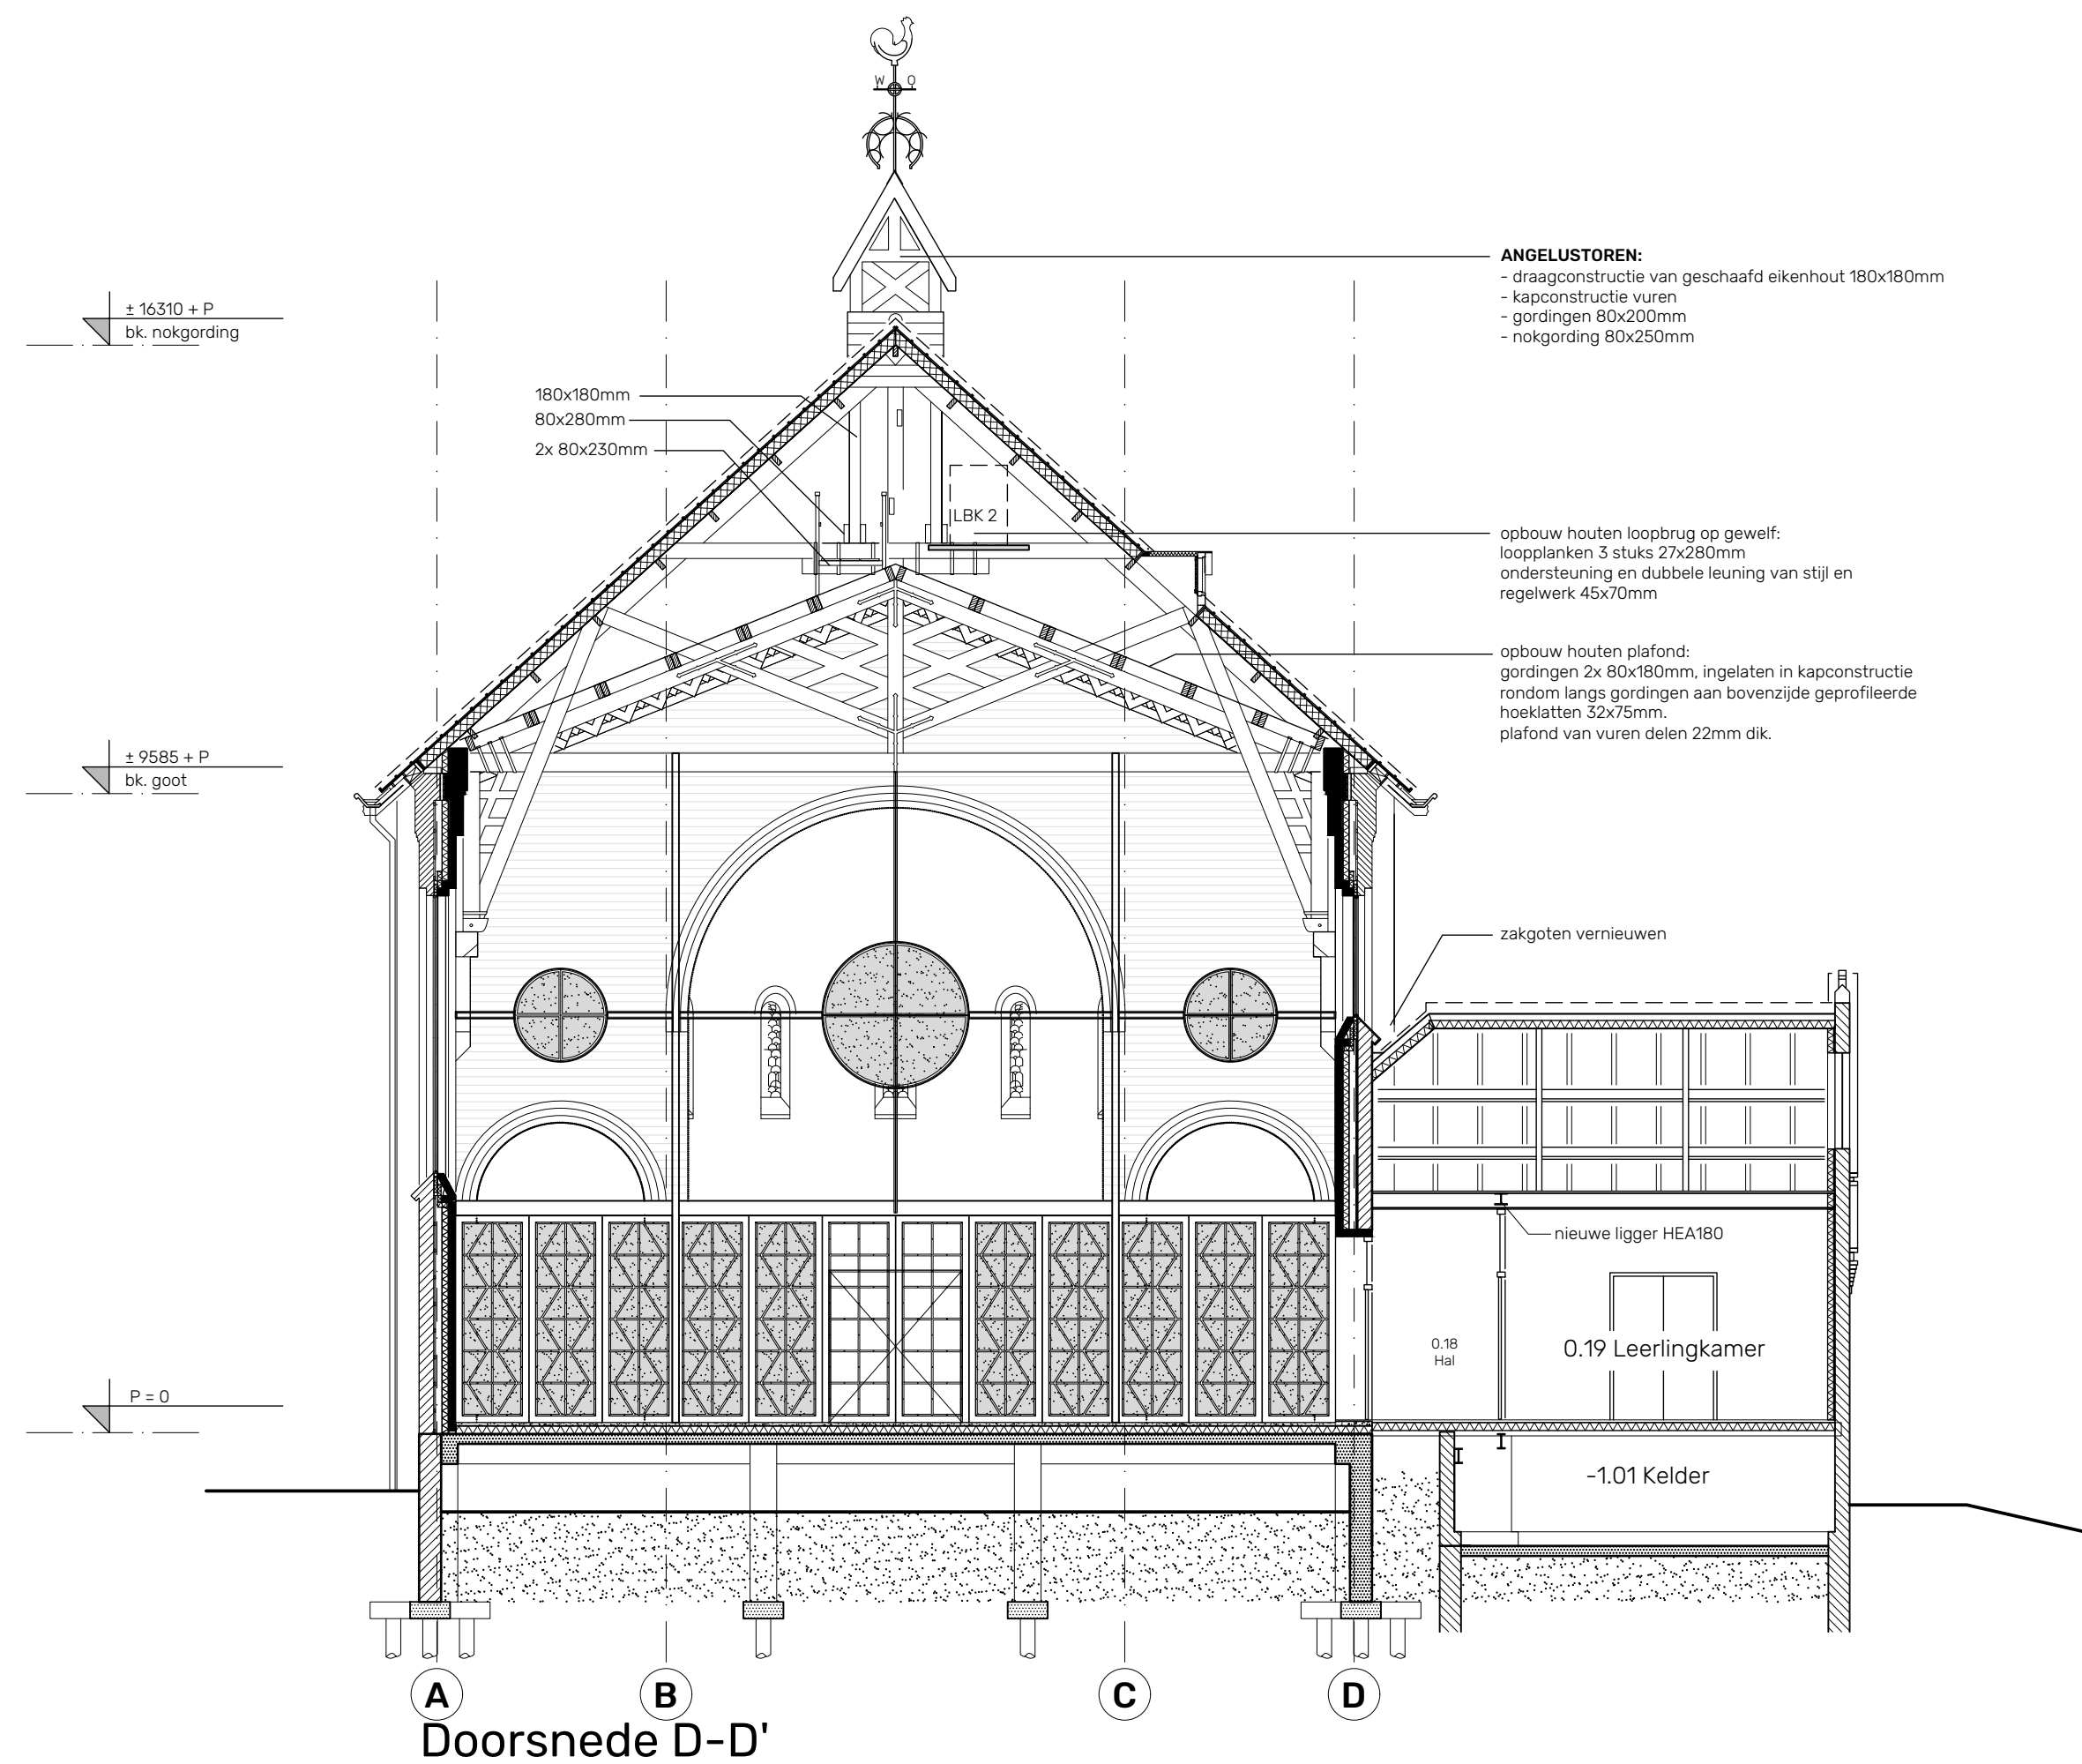 W O
ANGELUSTOREN:
- draagconstructie van geschaafd eikenhout 180x180mm
- kapconstructie vuren
- gordingen 80x200mm
- nokgording 80x250mm
± 16310 + P
bk. nokgording
180x180mm
80x280mm
2x 80x230mm
LBK 2
opbouw houten loopbrug op gewelf:
loopplanken 3 stuks 27x280mm
ondersteuning en dubbele leuning van stijl en
regelwerk 45x70mm
opbouw houten plafond:
gordingen 2x 80x180mm, ingelaten in kapconstructie
rondom langs gordingen aan bovenzijde geprofileerde
hoeklatten 32x75mm.
plafond van vuren delen 22mm dik.
± 9585 + P
bk. goot
zakgoten vernieuwen
nieuwe ligger HEA180
0.18
Hal
0.19 Leerlingkamer
P = 0
-1.01 Kelder
A B C D
Doorsnede D-D'